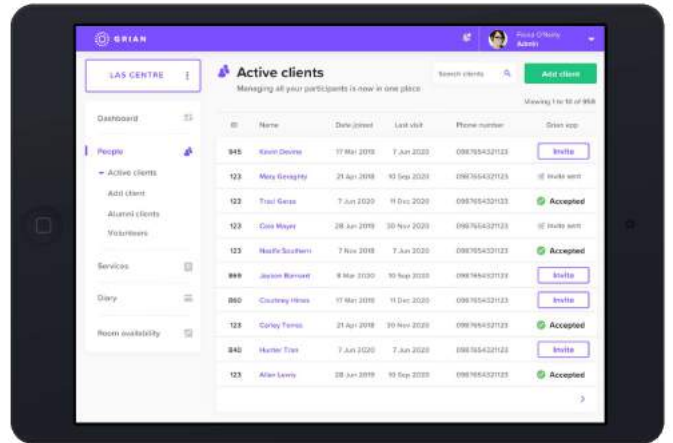 GRIAN
Fiona O'Reilly
Admin
LAS CENTRE
Active clients
Managing all your participants is now in one place
Search clients
Add client
Viewing 1 to 10 of 958
Dashboard
People
Active clients
Add client
Alumni clients
Volunteers
Services
Diary
Room availability
ID Name Date joined Last visit Phone number Grian app
945 Kevin Devine 17 Mar 2018 7 Jun 2020 0987654321123 Invite
123 Mary Geraghty 21 Apr 2018 10 Sep 2020 0987654321123 Invite sent
123 Traci Garza 7 Jun 2020 11 Dec 2020 0987654321123 Accepted
123 Cole Mayer 28 Jun 2019 30 Nov 2020 0987654321123 Invite sent
123 Southern 7 Nov 2018 7 Jun 2020 0987654321123 Accepted
869 Jayson Barnard 9 Mar 2020 10 Sep 2020 0987654321123 Invite
860 Courtney Hines 17 Mar 2018 11 Dec 2020 0987654321123 Invite
123 Carley Torres 21 Apr 2018 30 Nov 2020 0987654321123 Accepted
840 Hunter Tran 7 Jun 2020 7 Jun 2020 0987654321123 Invite
123 Allan Lewis 28 Jun 2019 10 Sep 2020 0987654321123 Accepted